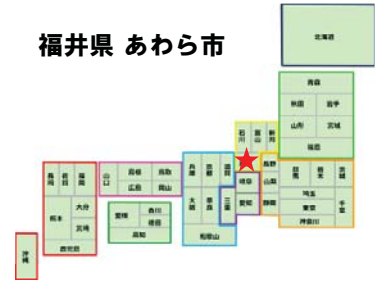 福井県 あわら市
北海道
青森
秋田 岩手
山形 宮城
福島
石川 富山 新潟
長野
岐阜 山梨
愛知 静岡
群馬 栃木 茨城
埼玉
東京 千葉
神奈川
兵庫 京都 滋賀
大阪 奈良 三重
和歌山
山口 島根 鳥取
広島 岡山
愛媛 香川
徳島
高知
長崎 佐賀 福岡
熊本 大分
宮崎
鹿児島
沖縄